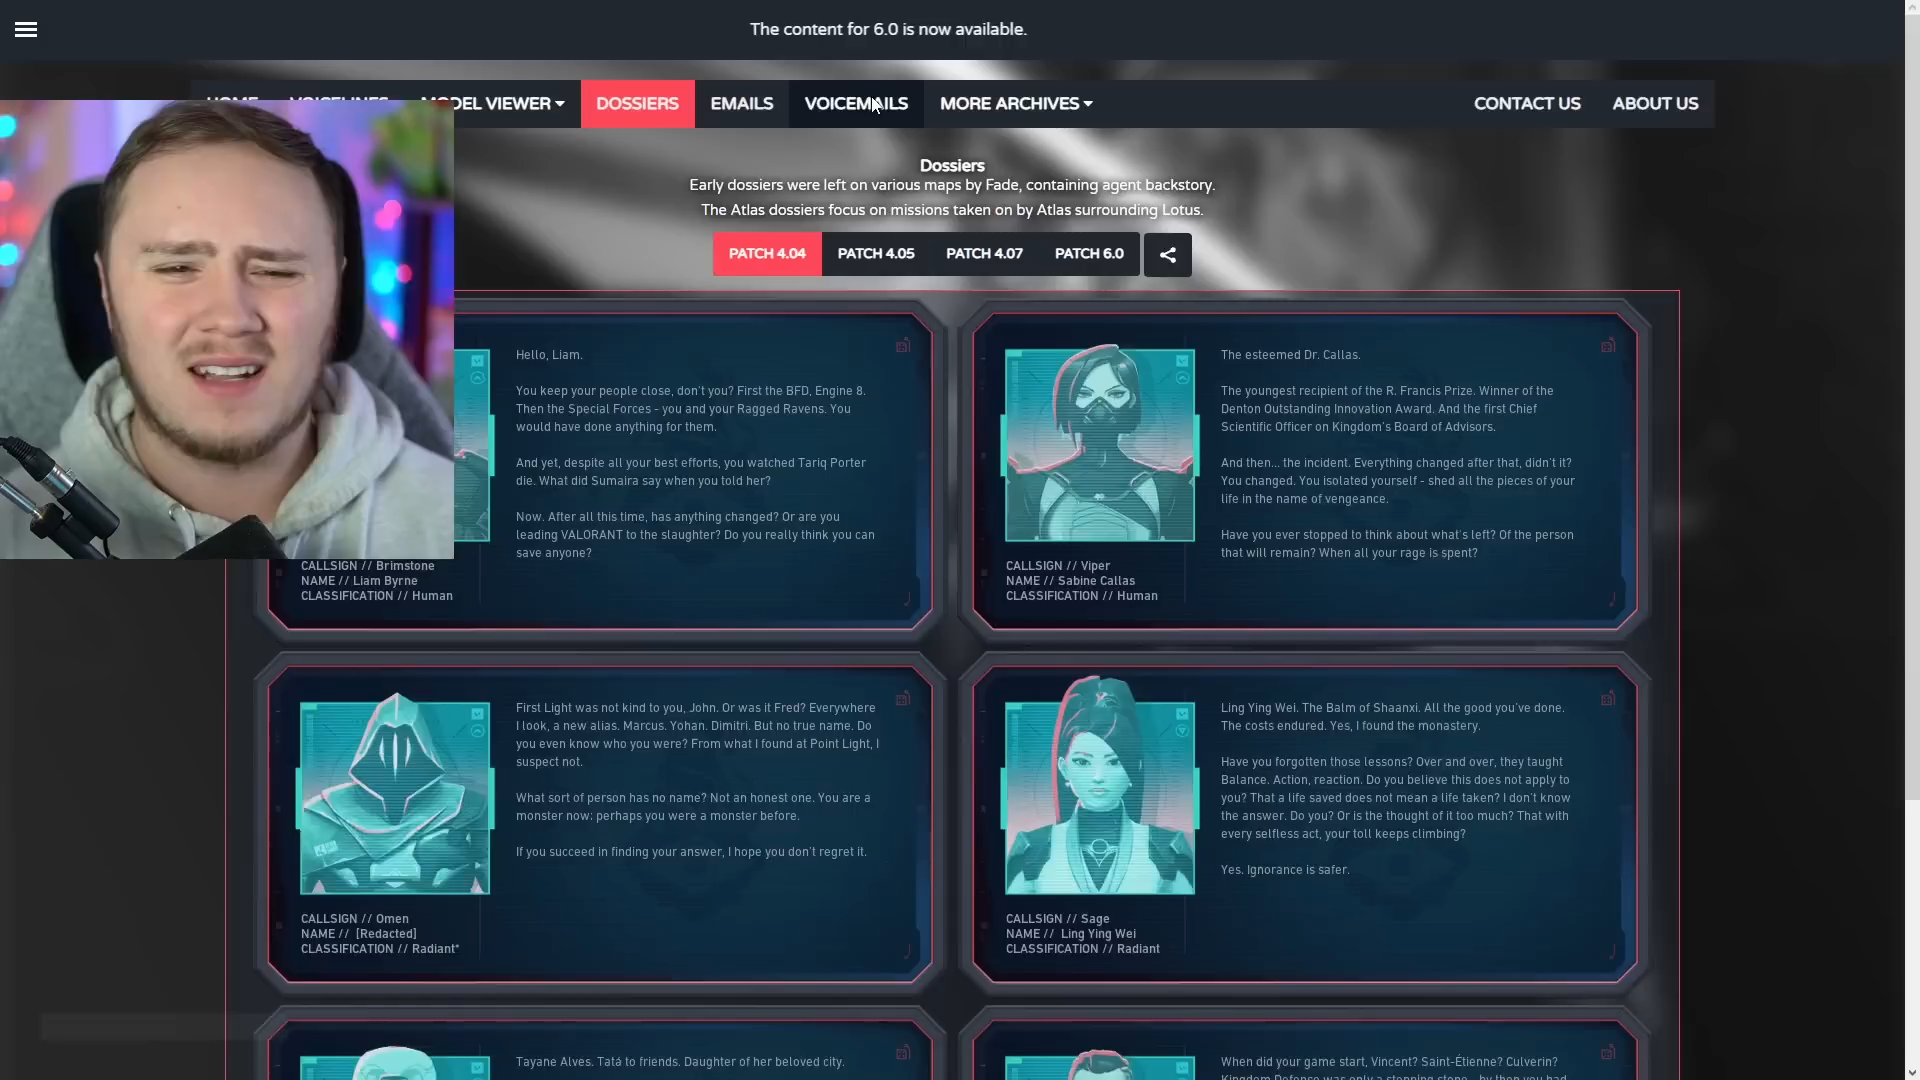 The content for 6.0 is now available.
MODEL VIEWER
DOSSIERS
EMAILS
VOICEMAILS
MORE ARCHIVES
CONTACT US
ABOUT US
Dossiers
Early dossiers were left on various maps by Fade, containing agent backstory.
The Atlas dossiers focus on missions taken on by Atlas surrounding Lotus.
PATCH 4.04
PATCH 4.05
PATCH 4.07
PATCH 6.0
Hello, Liam.
You keep your people close, don't you? First the BFD, Engine 8.
Then the Special Forces - you and your Ragged Ravens. You
would have done anything for them.
And yet, despite all your best efforts, you watched Tariq Porter
die. What did Sumaira say when you told her?
Now. After all this time, has anything changed? Or are you
leading VALORANT to the slaughter? Do you really think you can
save anyone?
CALLSIGN // Brimstone
NAME // Liam Byrne
CLASSIFICATION // Human
The esteemed Dr. Callas.
The youngest recipient of the R. Francis Prize. Winner of the
Denton Outstanding Innovation Award. And the first Chief
Scientific Officer on Kingdom's Board of Advisors.
And then... the incident. Everything changed after that, didn't it?
You changed. You isolated yourself - shed all the pieces of your
life in the name of vengeance.
Have you ever stopped to think about what's left? Of the person
that will remain? When all your rage is spent?
CALLSIGN // Viper
NAME // Sabine Callas
CLASSIFICATION // Human
First Light was not kind to you, John. Or was it Fred? Everywhere
I look, a new alias. Marcus. Yohan. Dimitri. But no true name. Do
you even know who you were? From what I found at Point Light, I
suspect not.
What sort of person has no name? Not an honest one. You are a
monster now; perhaps you were a monster before.
If you succeed in finding your answer, I hope you don't regret it.
CALLSIGN // Omen
NAME // [Redacted]
CLASSIFICATION // Radiant*
Ling Ying Wei. The Balm of Shaanxi. All the good you've done.
The costs endured. Yes, I found the monastery.
Have you forgotten those lessons? Over and over, they taught
Balance. Action, reaction. Do you believe this does not apply to
you? That a life saved does not mean a life taken? I don't know
the answer. Do you? Or is the thought of it too much? That with
every selfless act, your toll keeps climbing?
Yes. Ignorance is safer.
CALLSIGN // Sage
NAME // Ling Ying Wei
CLASSIFICATION // Radiant
Tayane Alves. Tatá to friends. Daughter of her beloved city.
When did your game start, Vincent? Saint-Étienne? Culverin?
Kingdom Defense was only a stepping stone - by then you had